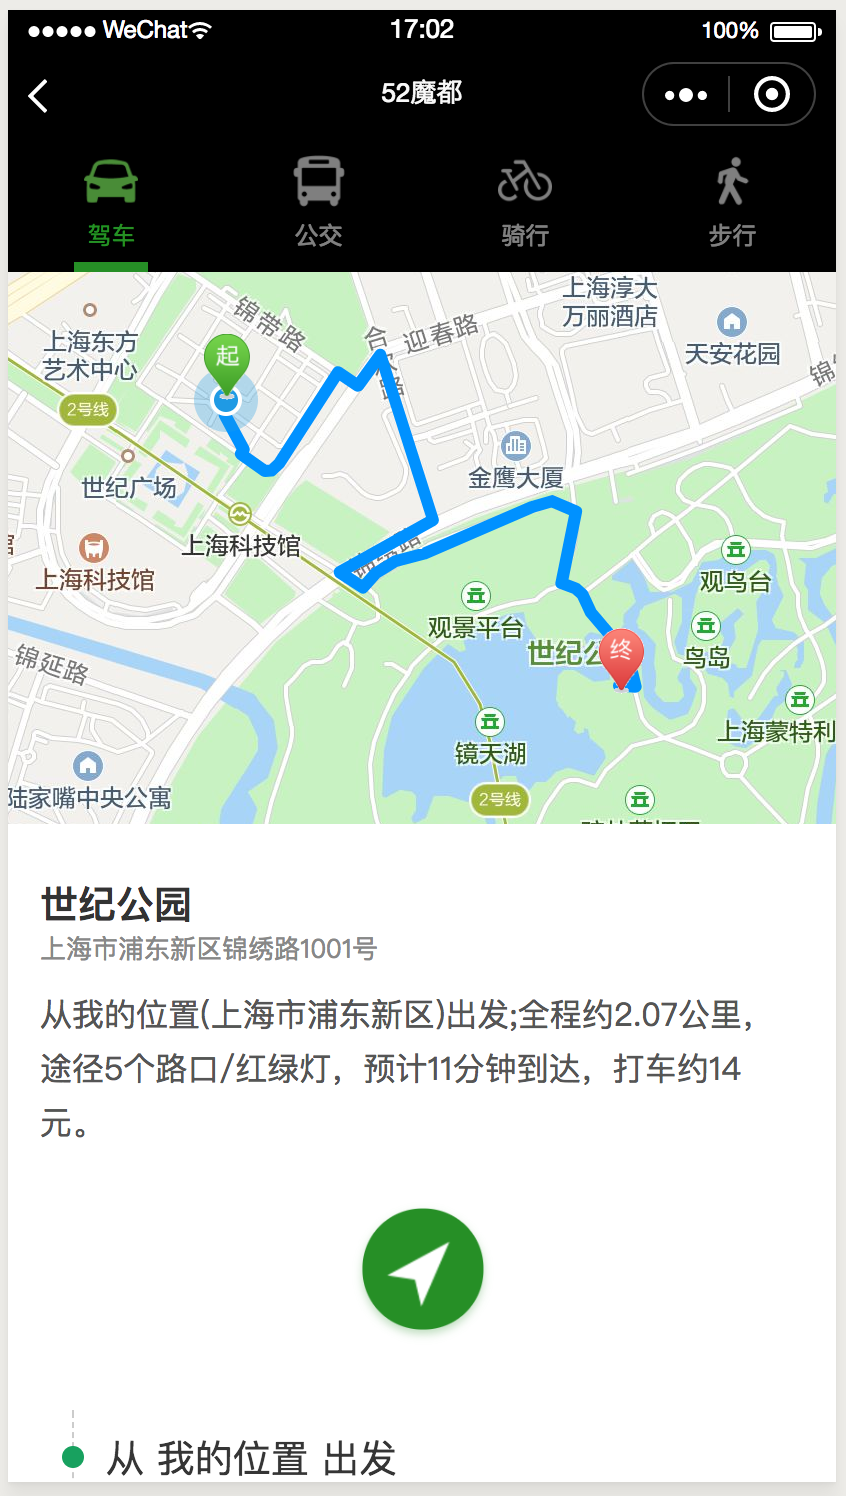 WeChat 17:02 100%
52魔都
驾车 公交 骑行 步行
上海淳大
万丽酒店
锦带路
迎春路
上海东方
艺术中心
起
天安花园
2号线
世纪广场
金鹰大厦
上海科技馆
上海科技馆
观鸟台
观景平台
世纪公
终
鸟岛
锦延路
上海蒙特利
镜天湖
陆家嘴中央公寓
2号线
世纪公园
上海市浦东新区锦绣路1001号
从我的位置(上海市浦东新区)出发;全程约2.07公里,
途径5个路口/红绿灯，预计11分钟到达，打车约14
元。
从 我的位置 出发